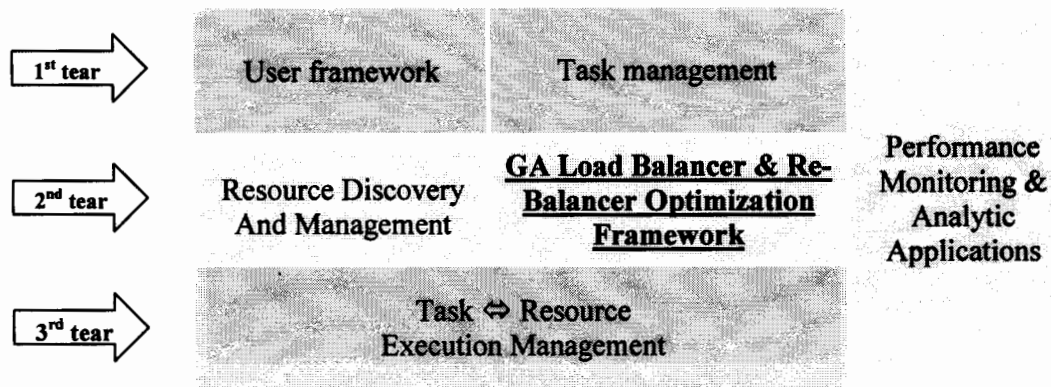 1st tear
User framework
Task management
2nd tear
Resource Discovery
And Management
GA Load Balancer & Re-
Balancer Optimization
Framework
Performance
Monitoring &
Analytic
Applications
3rd tear
Task ⇔ Resource
Execution Management